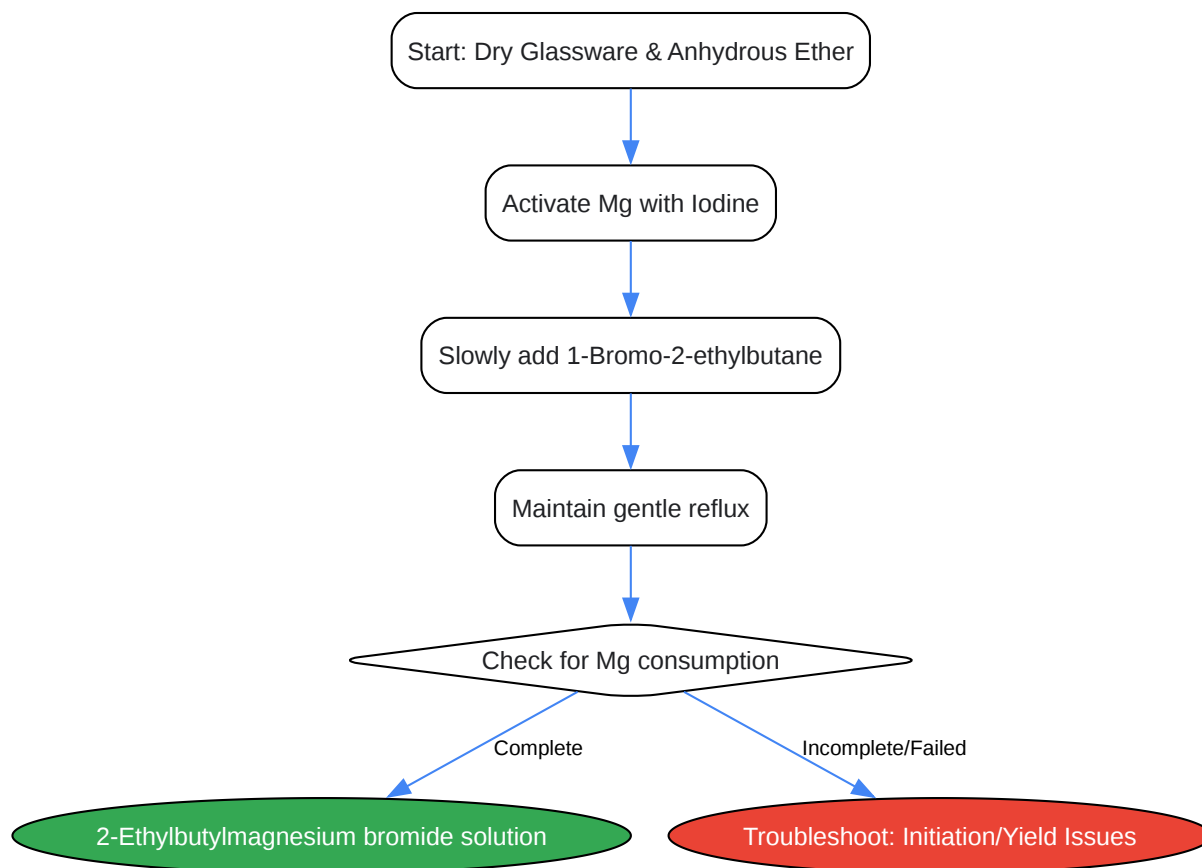 Start: Dry Glassware & Anhydrous Ether
Activate Mg with Iodine
Slowly add 1-Bromo-2-ethylbutane
Maintain gentle reflux
Check for Mg consumption
Complete
Incomplete/Failed
2-Ethylbutylmagnesium bromide solution
Troubleshoot: Initiation/Yield Issues